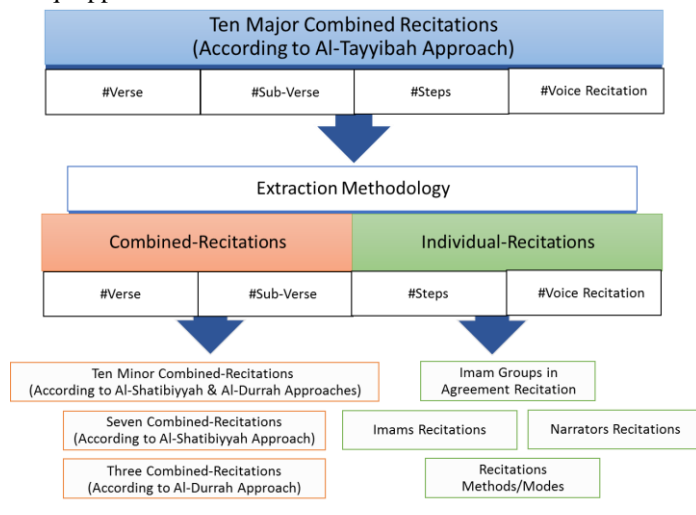 Ten Major Combined Recitations
(According to Al-Tayyibah Approach)
#Verse
#Sub-Verse
#Steps
#Voice Recitation
Extraction Methodology
Combined-Recitations
Individual-Recitations
#Verse
#Sub-Verse
#Steps
#Voice Recitation
Ten Minor Combined-Recitations
(According to Al-Shatibiyyah & Al-Durrah Approaches)
Seven Combined-Recitations
(According to Al-Shatibiyyah Approach)
Three Combined-Recitations
(According to Al-Durrah Approach)
Imam Groups in
Agreement Recitation
Imams Recitations
Narrators Recitations
Recitations
Methods/Modes